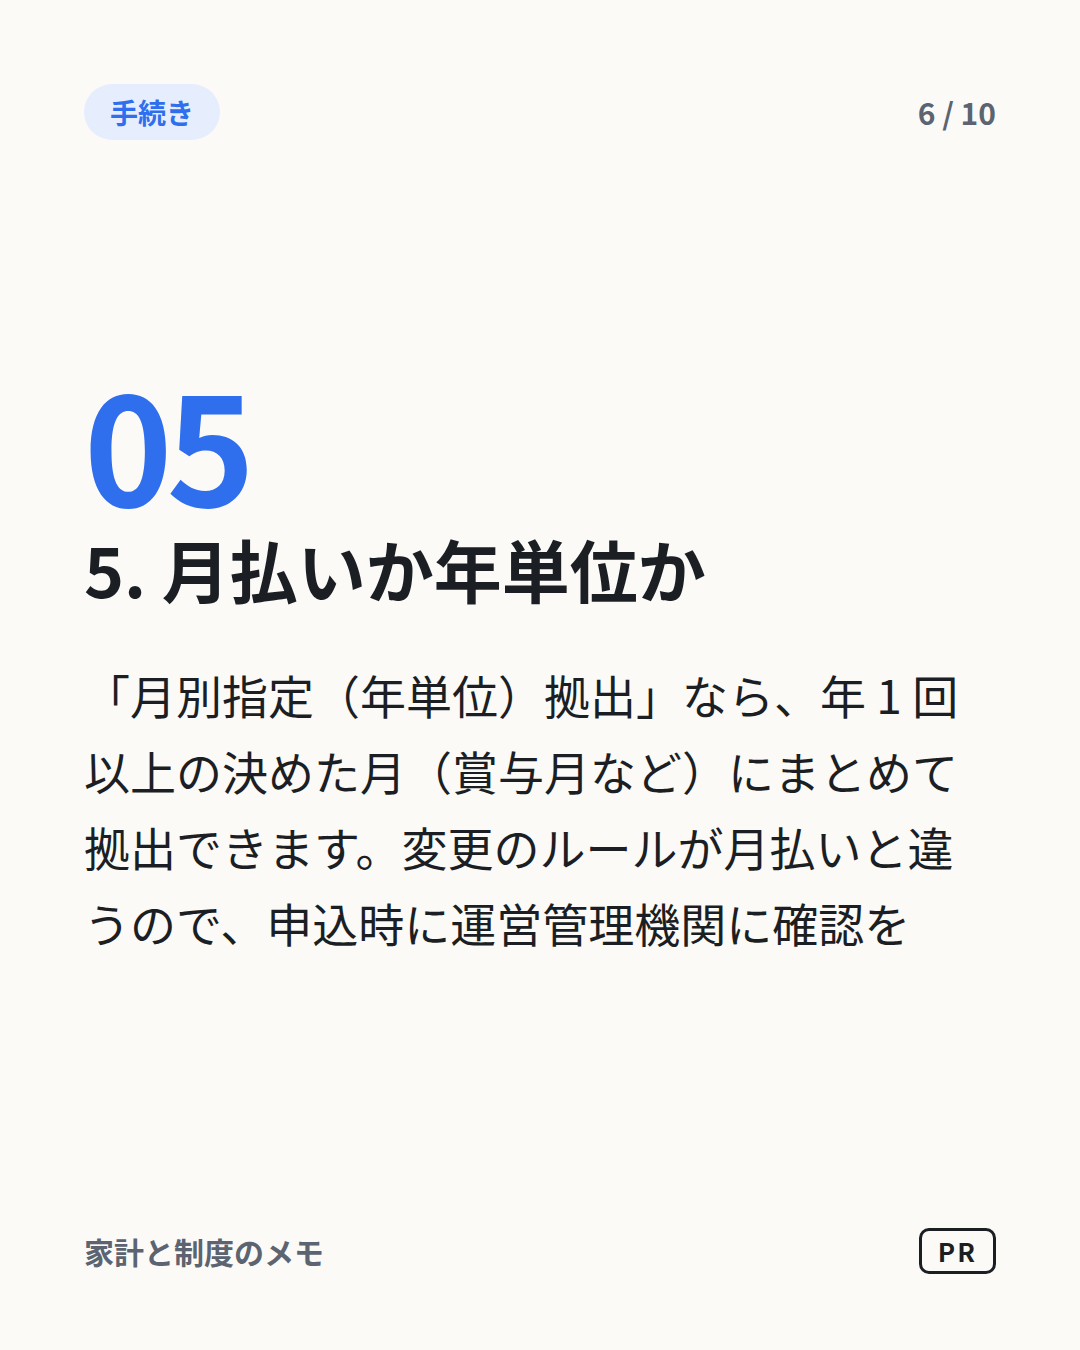 手続き
6 / 10
05
5. 月払いか年単位か
「月別指定（年単位）拠出」なら、年 1 回
以上の決めた月（賞与月など）にまとめて
拠出できます。変更のルールが月払いと違
うので、申込時に運営管理機関に確認を
家計と制度のメモ
PR